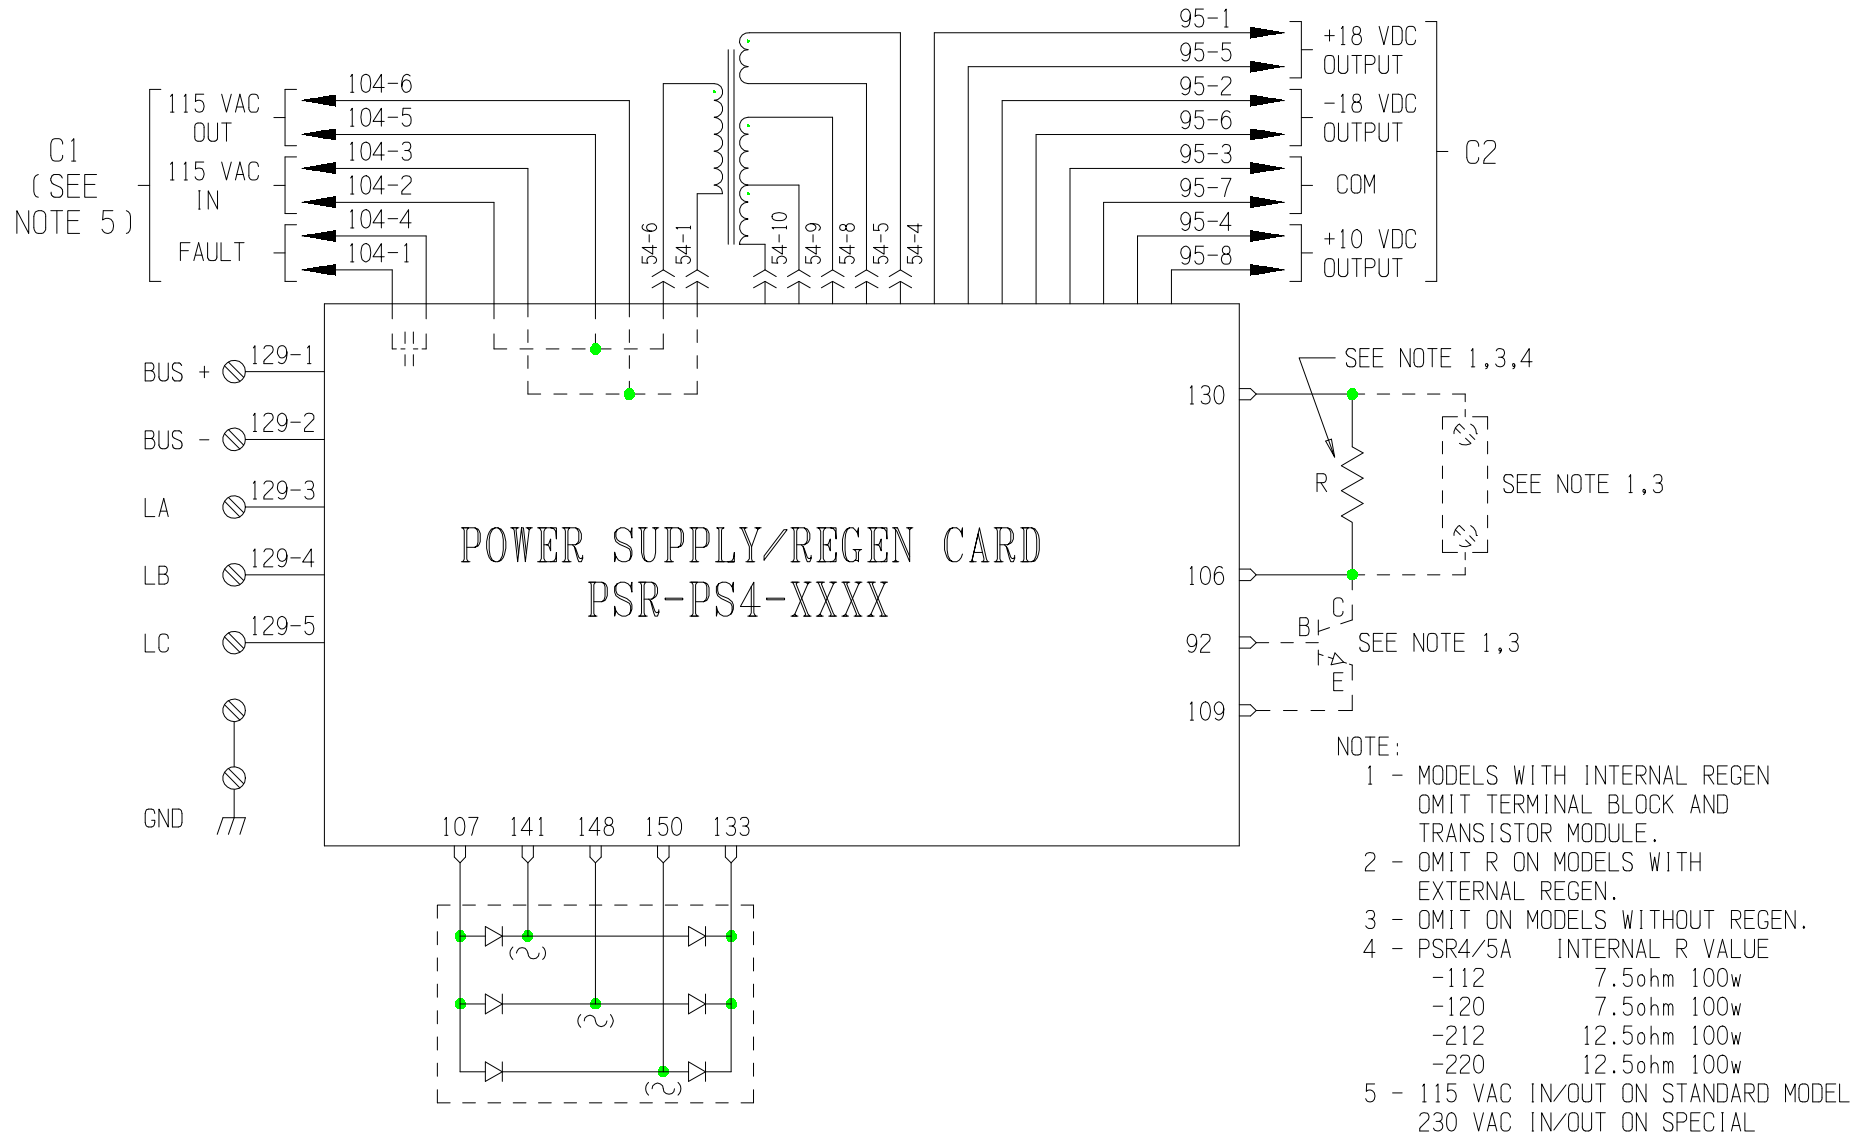 95-1
+18 VDC
95-5
OUTPUT
95-2
-18 VDC
95-6
OUTPUT
95-3
COM
95-7
95-4
+10 VDC
95-8
OUTPUT
C2
104-6
115 VAC
104-5
OUT
104-3
115 VAC
104-2
IN
104-4
FAULT
104-1
C1
(SEE
NOTE 5)
54-6
54-1
54-10
54-9
54-8
54-5
54-4
BUS + 129-1
BUS - 129-2
LA 129-3
LB 129-4
LC 129-5
GND
POWER SUPPLY/REGEN CARD
PSR-PS4-XXXX
130
106
92
109
SEE NOTE 1,3,4
R
SEE NOTE 1,3
C
B
SEE NOTE 1,3
E
107 141 148 150 133
(~)
(~)
(~)
NOTE:
1 - MODELS WITH INTERNAL REGEN
OMIT TERMINAL BLOCK AND
TRANSISTOR MODULE.
2 - OMIT R ON MODELS WITH
EXTERNAL REGEN.
3 - OMIT ON MODELS WITHOUT REGEN.
4 - PSR4/5A INTERNAL R VALUE
-112 7.5ohm 100w
-120 7.5ohm 100w
-212 12.5ohm 100w
-220 12.5ohm 100w
5 - 115 VAC IN/OUT ON STANDARD MODEL
230 VAC IN/OUT ON SPECIAL